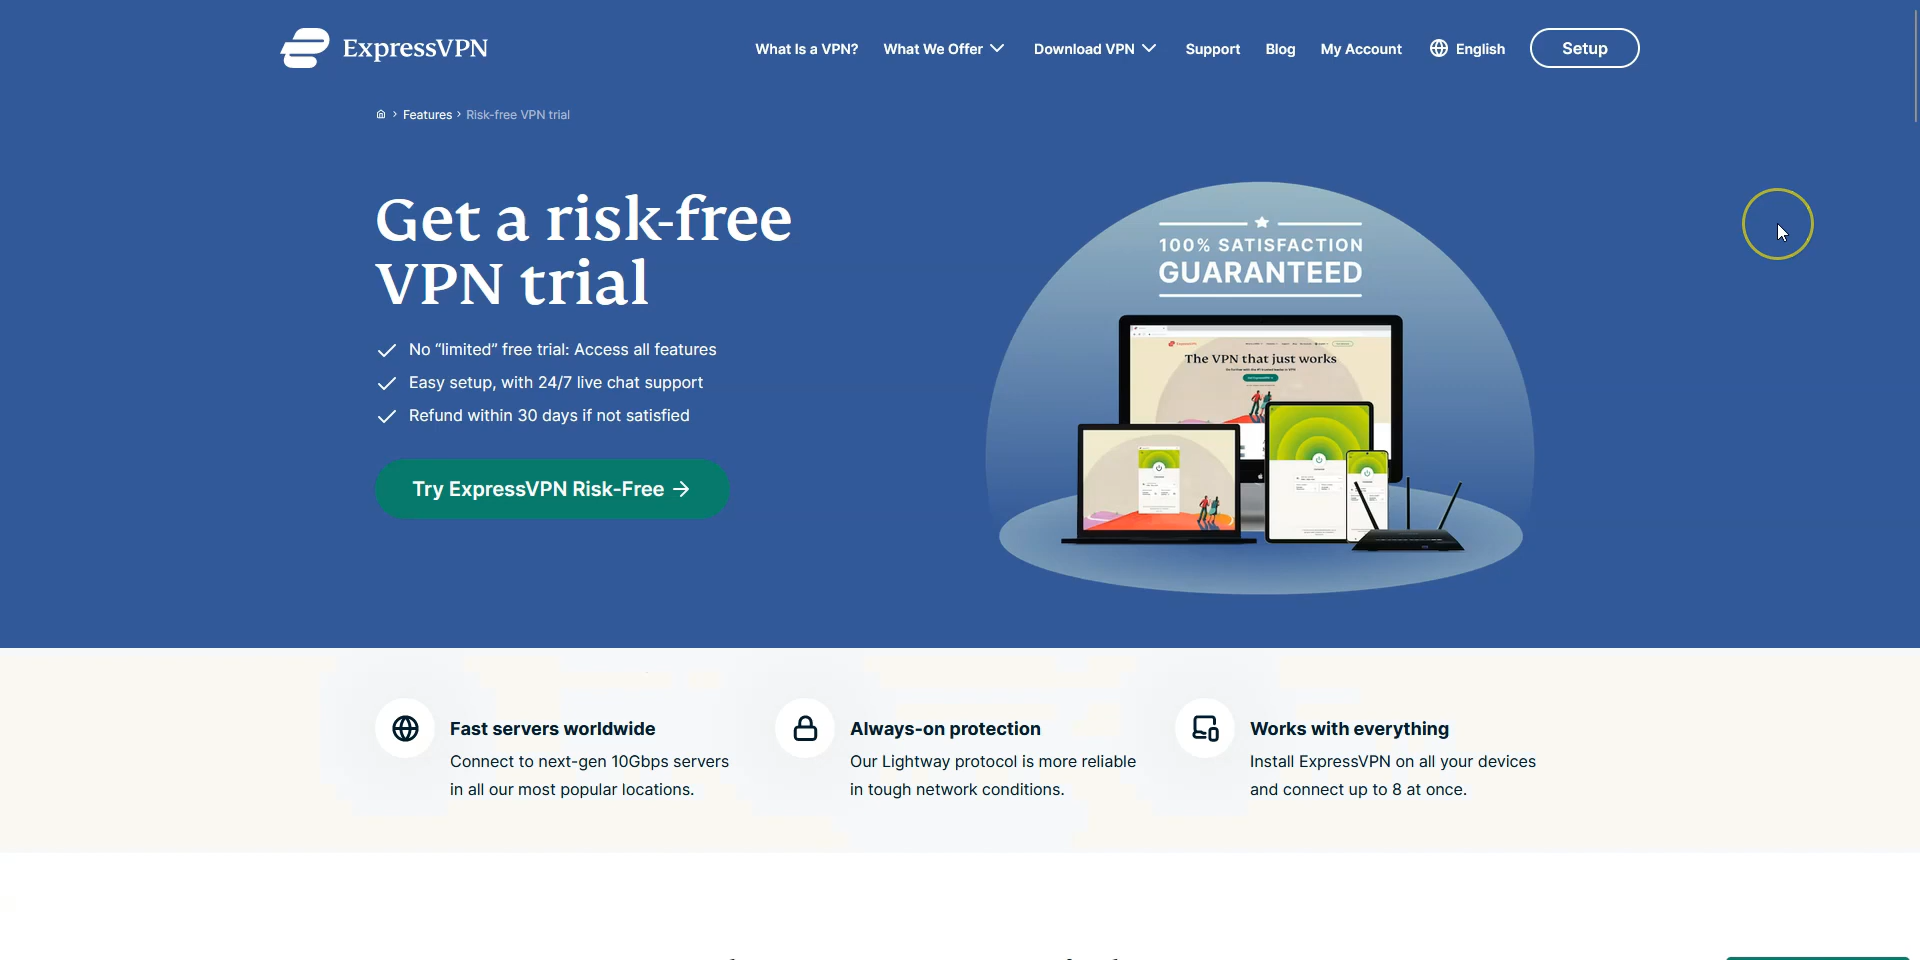 ExpressVPN
What Is a VPN?
What We Offer
Download VPN
Support
Blog
My Account
English
Setup
Features › Risk-free VPN trial
Get a risk-free
VPN trial
No “limited” free trial: Access all features
Easy setup, with 24/7 live chat support
Refund within 30 days if not satisfied
Try ExpressVPN Risk-Free →
100% SATISFACTION
GUARANTEED
The VPN that just works
Fast servers worldwide
Connect to next-gen 10Gbps servers
in all our most popular locations.
Always-on protection
Our Lightway protocol is more reliable
in tough network conditions.
Works with everything
Install ExpressVPN on all your devices
and connect up to 8 at once.